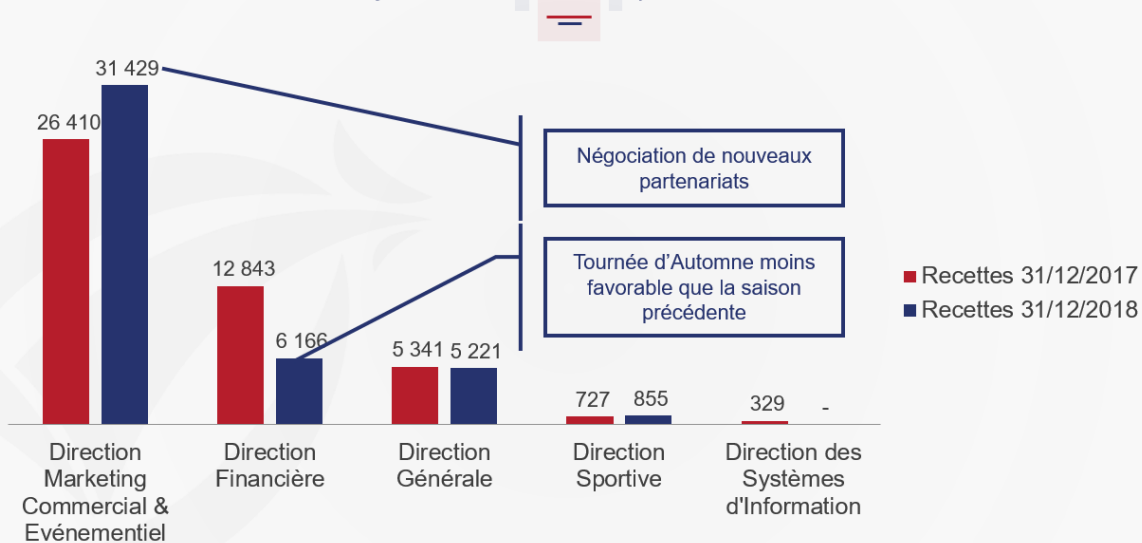 31 429
26 410
12 843
6 166
5 341
5 221
727
855
329
-
Négociation de nouveaux
partenariats
Tournée d'Automne moins
favorable que la saison
précédente
Recettes 31/12/2017
Recettes 31/12/2018
Direction
Marketing
Commercial &
Evénementiel
Direction
Financière
Direction
Générale
Direction
Sportive
Direction des
Systèmes
d'Information